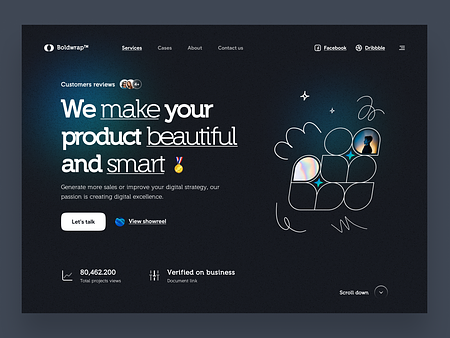 Boldwrap™
Services Cases About Contact us
Facebook Dribbble
Customers reviews
We make your
product beautiful
and smart
Generate more sales or improve your digital strategy, our
passion is creating digital excellence.
Let's talk View showreel
80,462.200 Verified on business
Total projects views Document link
Scroll down